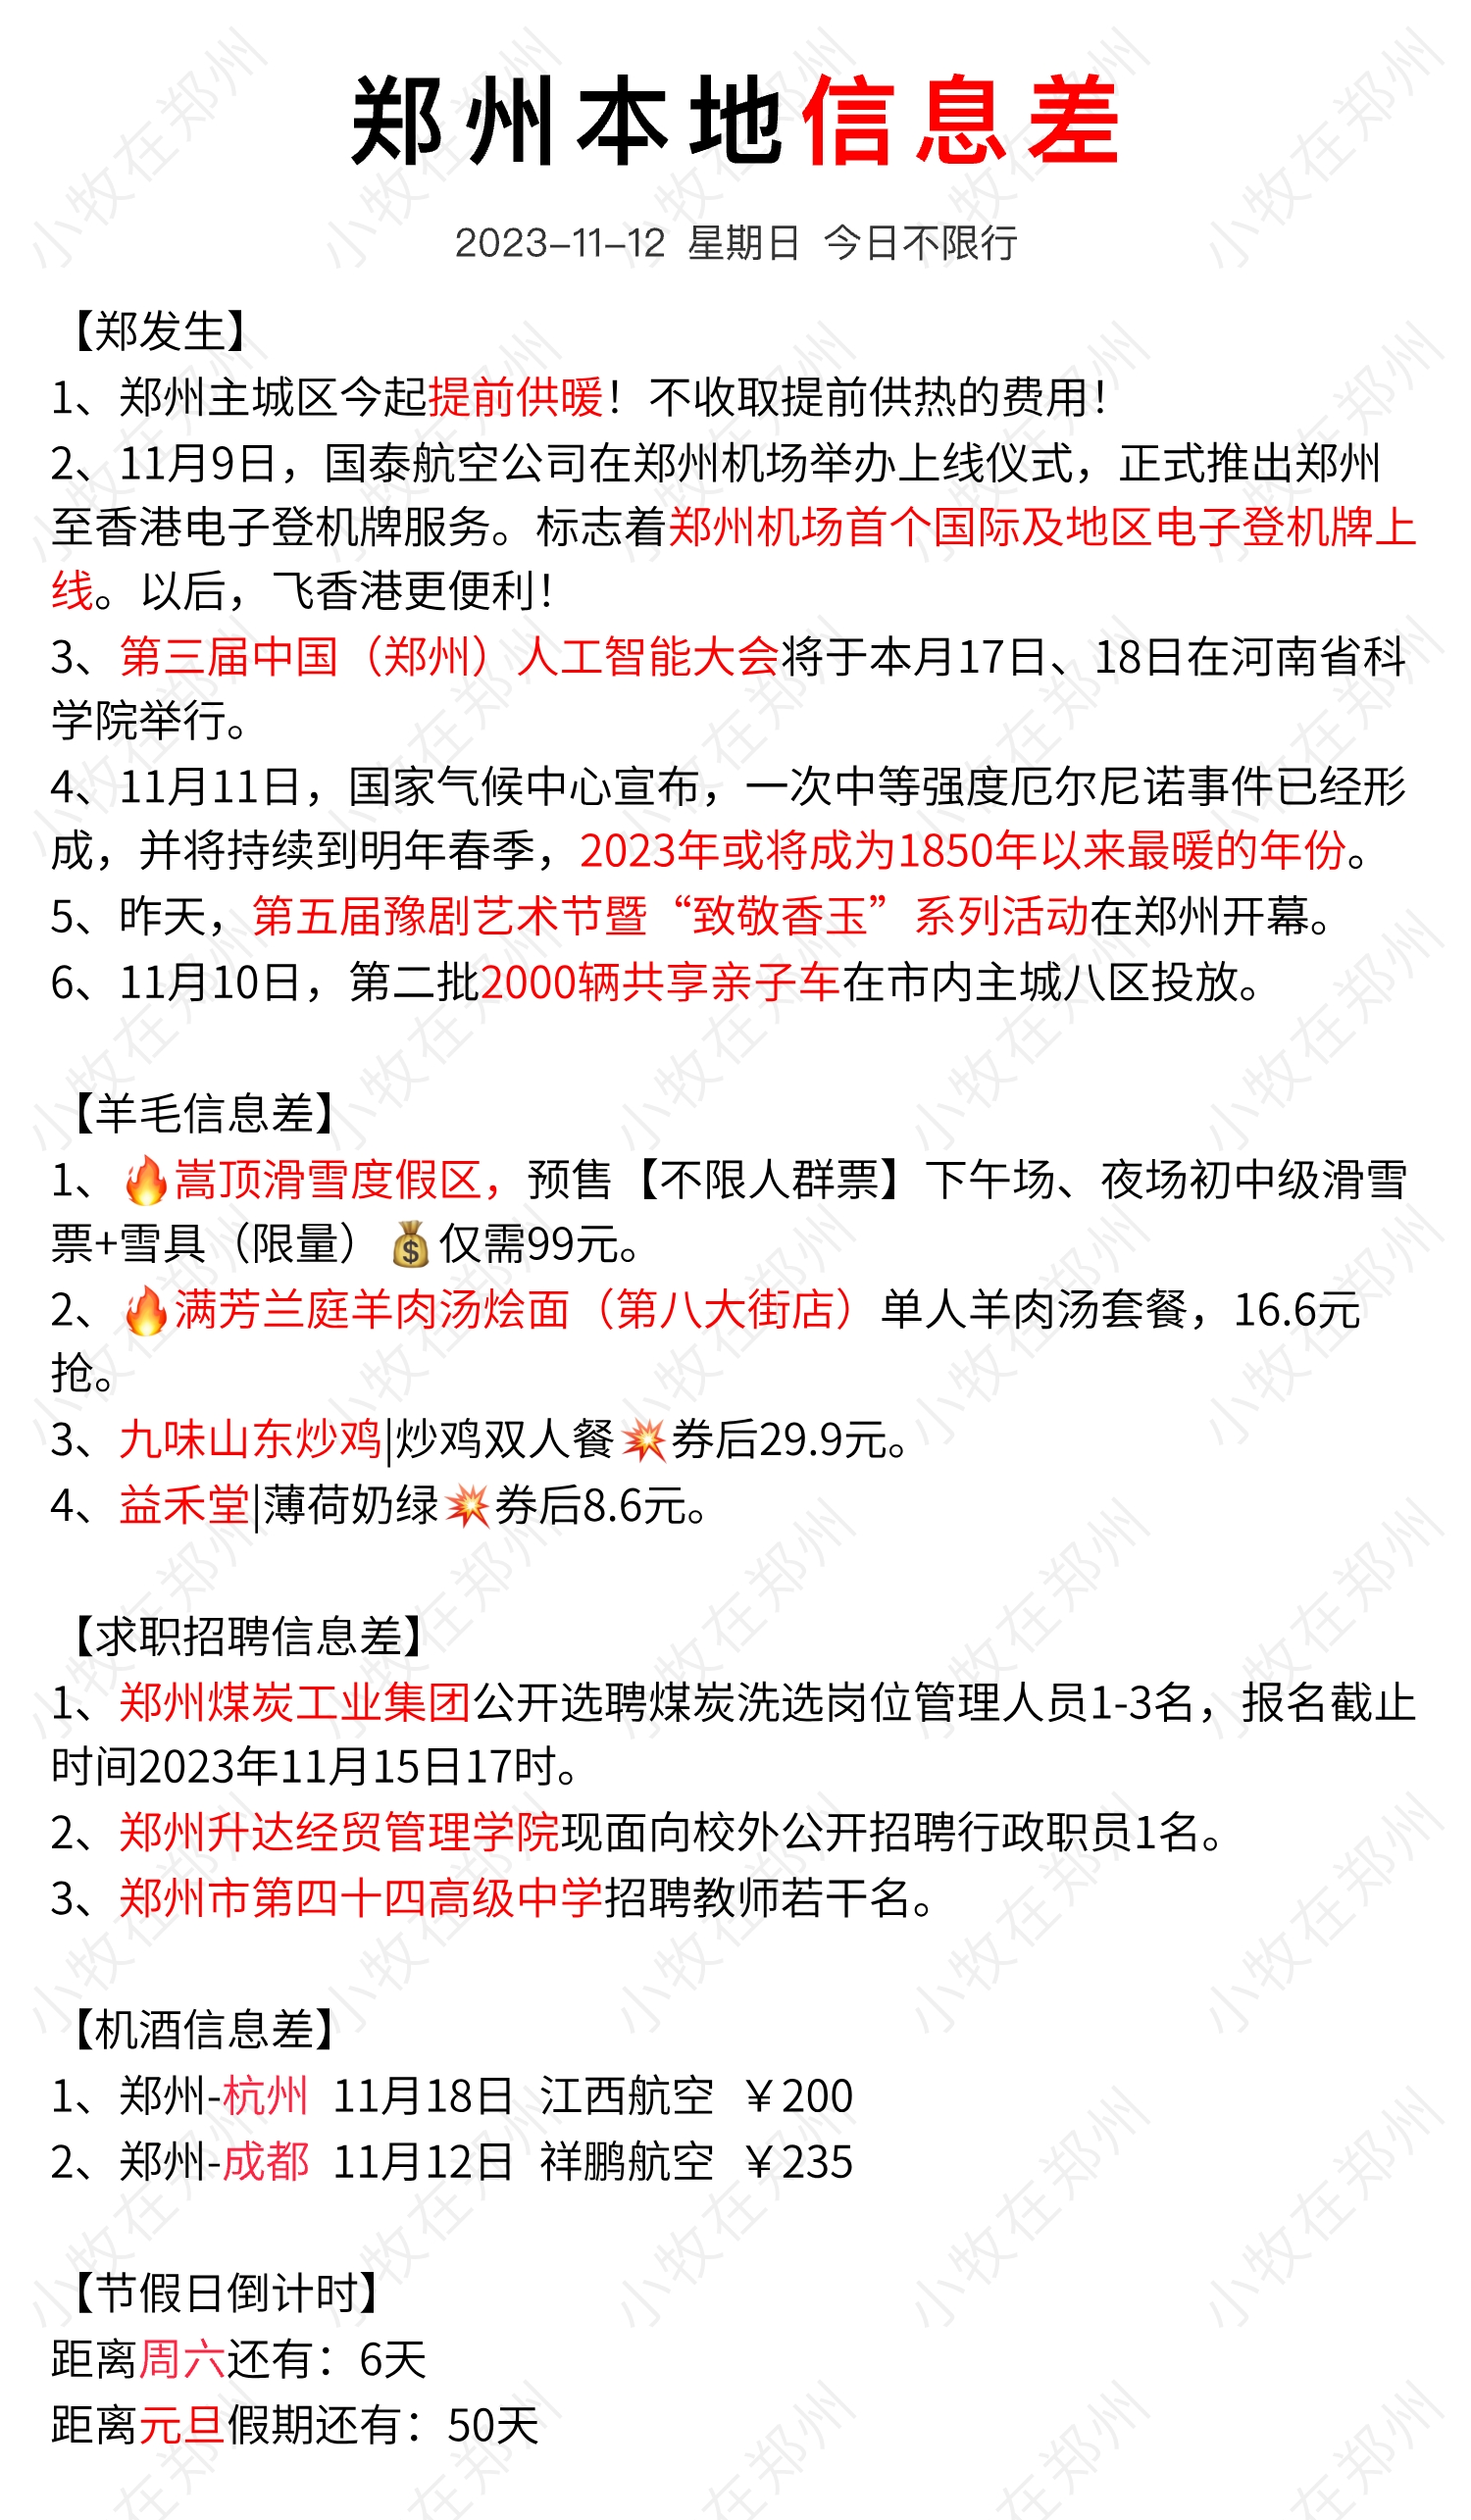 郑州本地信息差
2023-11-12 星期日 今日不限行
【郑发生】
1、郑州主城区今起提前供暖！不收取提前供热的费用！
2、11月9日，国泰航空公司在郑州机场举办上线仪式，正式推出郑州
至香港电子登机牌服务。标志着郑州机场首个国际及地区电子登机牌上
线。以后，飞香港更便利！
3、第三届中国（郑州）人工智能大会将于本月17日、18日在河南省科
学院举行。
4、11月11日，国家气候中心宣布，一次中等强度厄尔尼诺事件已经形
成，并将持续到明年春季，2023年或将成为1850年以来最暖的年份。
5、昨天，第五届豫剧艺术节暨“致敬香玉”系列活动在郑州开幕。
6、11月10日，第二批2000辆共享亲子车在市内主城八区投放。
【羊毛信息差】
1、🔥嵩顶滑雪度假区，预售【不限人群票】下午场、夜场初中级滑雪
票+雪具（限量）💰仅需99元。
2、🔥满芳兰庭羊肉汤烩面（第八大街店）单人羊肉汤套餐，16.6元
抢。
3、九味山东炒鸡|炒鸡双人餐💥券后29.9元。
4、益禾堂|薄荷奶绿💥券后8.6元。
【求职招聘信息差】
1、郑州煤炭工业集团公开选聘煤炭洗选岗位管理人员1-3名，报名截止
时间2023年11月15日17时。
2、郑州升达经贸管理学院现面向校外公开招聘行政职员1名。
3、郑州市第四十四高级中学招聘教师若干名。
【机酒信息差】
1、郑州-杭州 11月18日 江西航空 ￥200
2、郑州-成都 11月12日 祥鹏航空 ￥235
【节假日倒计时】
距离周六还有：6天
距离元旦假期还有：50天
小牧在郑州